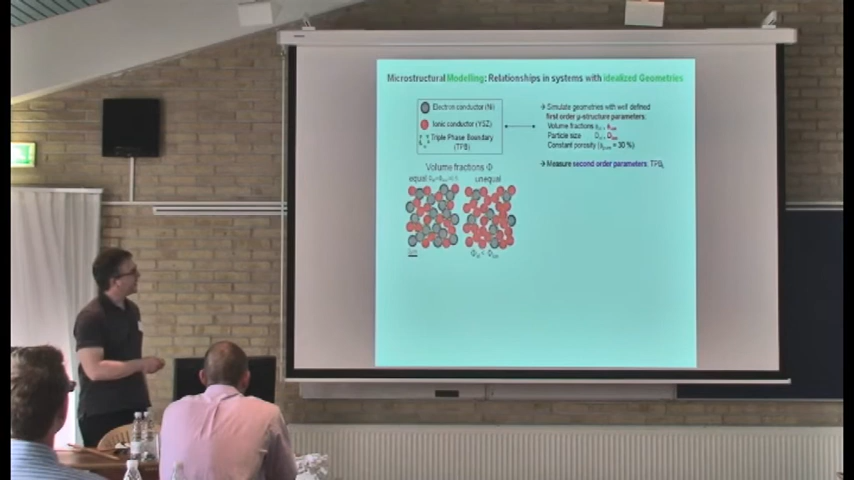 Microstructural Modelling: Relationships in systems with idealized Geometries
Electron conductor (Ni)
Ionic conductor (YSZ)
Triple Phase Boundary
(TPB)
Simulate geometries with well defined
first order µ-structure parameters:
Volume fractions
Particle size
Constant porosity = 30 %)
Measure second order parameters: TPB
Volume fractions Φ
equal
unequal